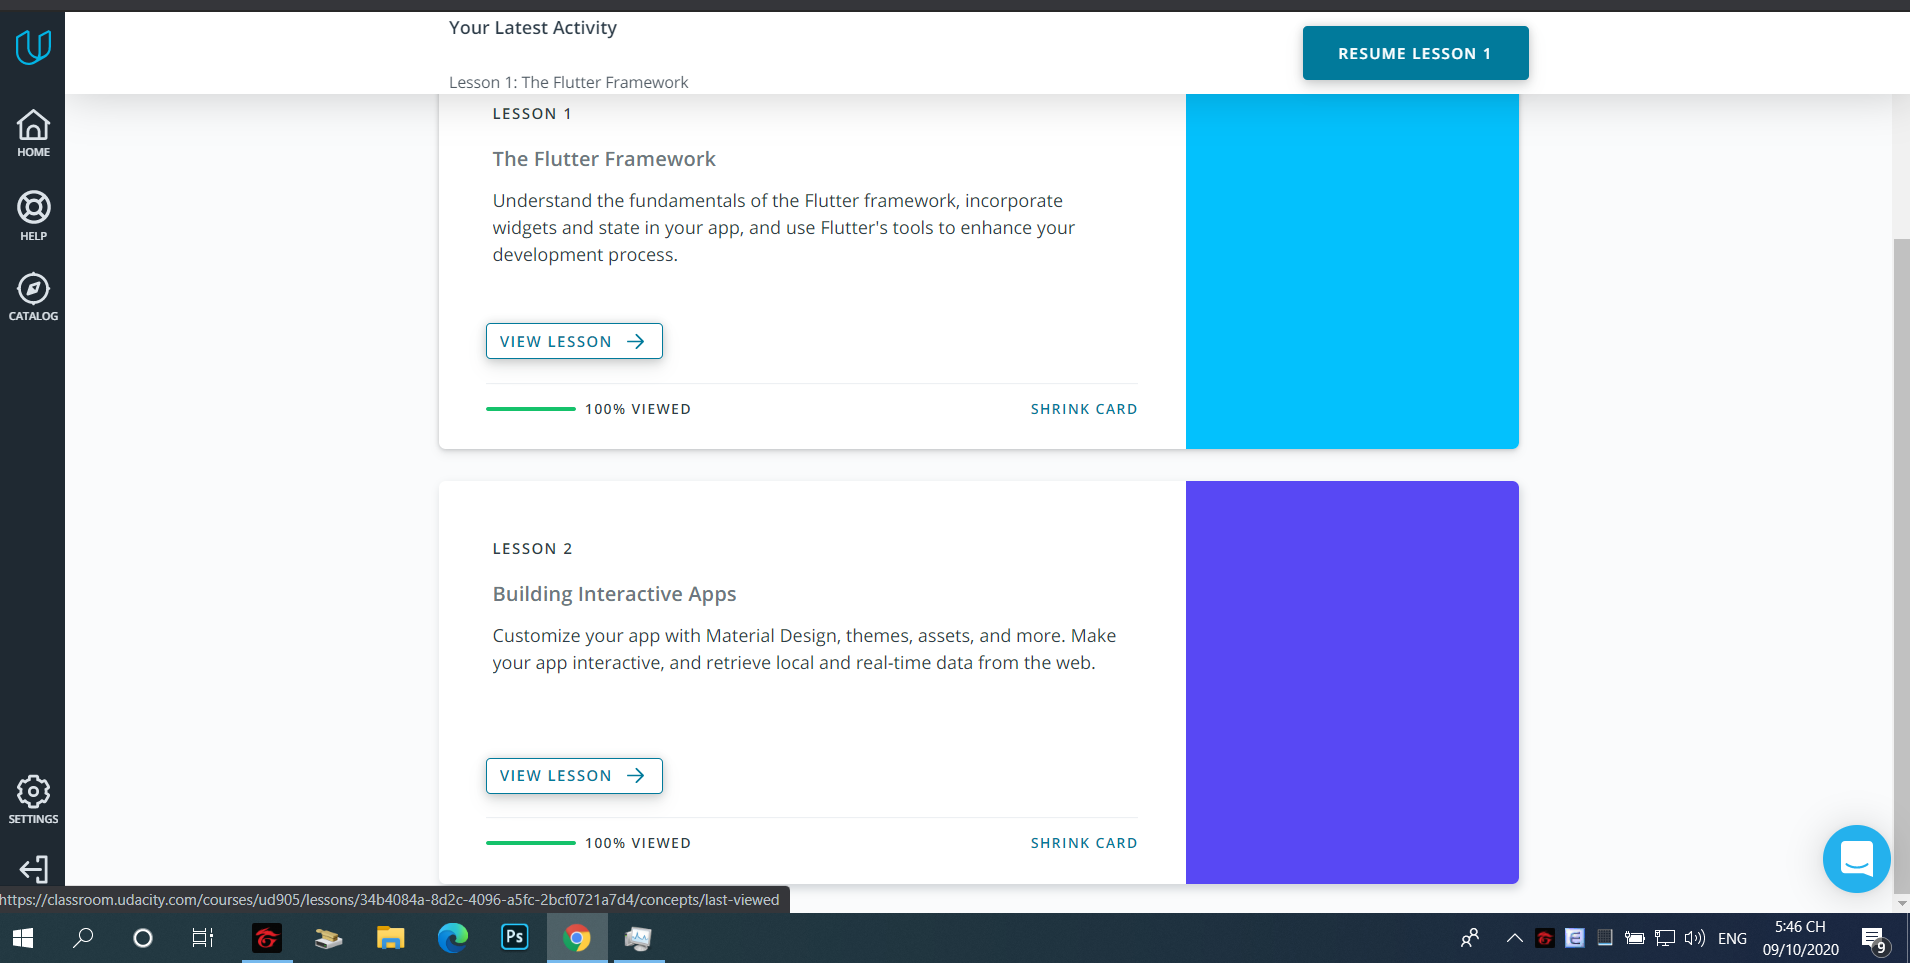 Your Latest Activity
RESUME LESSON 1
Lesson 1: The Flutter Framework
HOME
HELP
CATALOG
SETTINGS
LESSON 1
The Flutter Framework
Understand the fundamentals of the Flutter framework, incorporate
widgets and state in your app, and use Flutter's tools to enhance your
development process.
VIEW LESSON
100% VIEWED
SHRINK CARD
LESSON 2
Building Interactive Apps
Customize your app with Material Design, themes, assets, and more. Make
your app interactive, and retrieve local and real-time data from the web.
VIEW LESSON
100% VIEWED
SHRINK CARD
https://classroom.udacity.com/courses/ud905/lessons/34b4084a-8d2c-4096-a5fc-2bcf0721a7d4/concepts/last-viewed
Ps
E
ENG
5:46 CH
09/10/2020
9